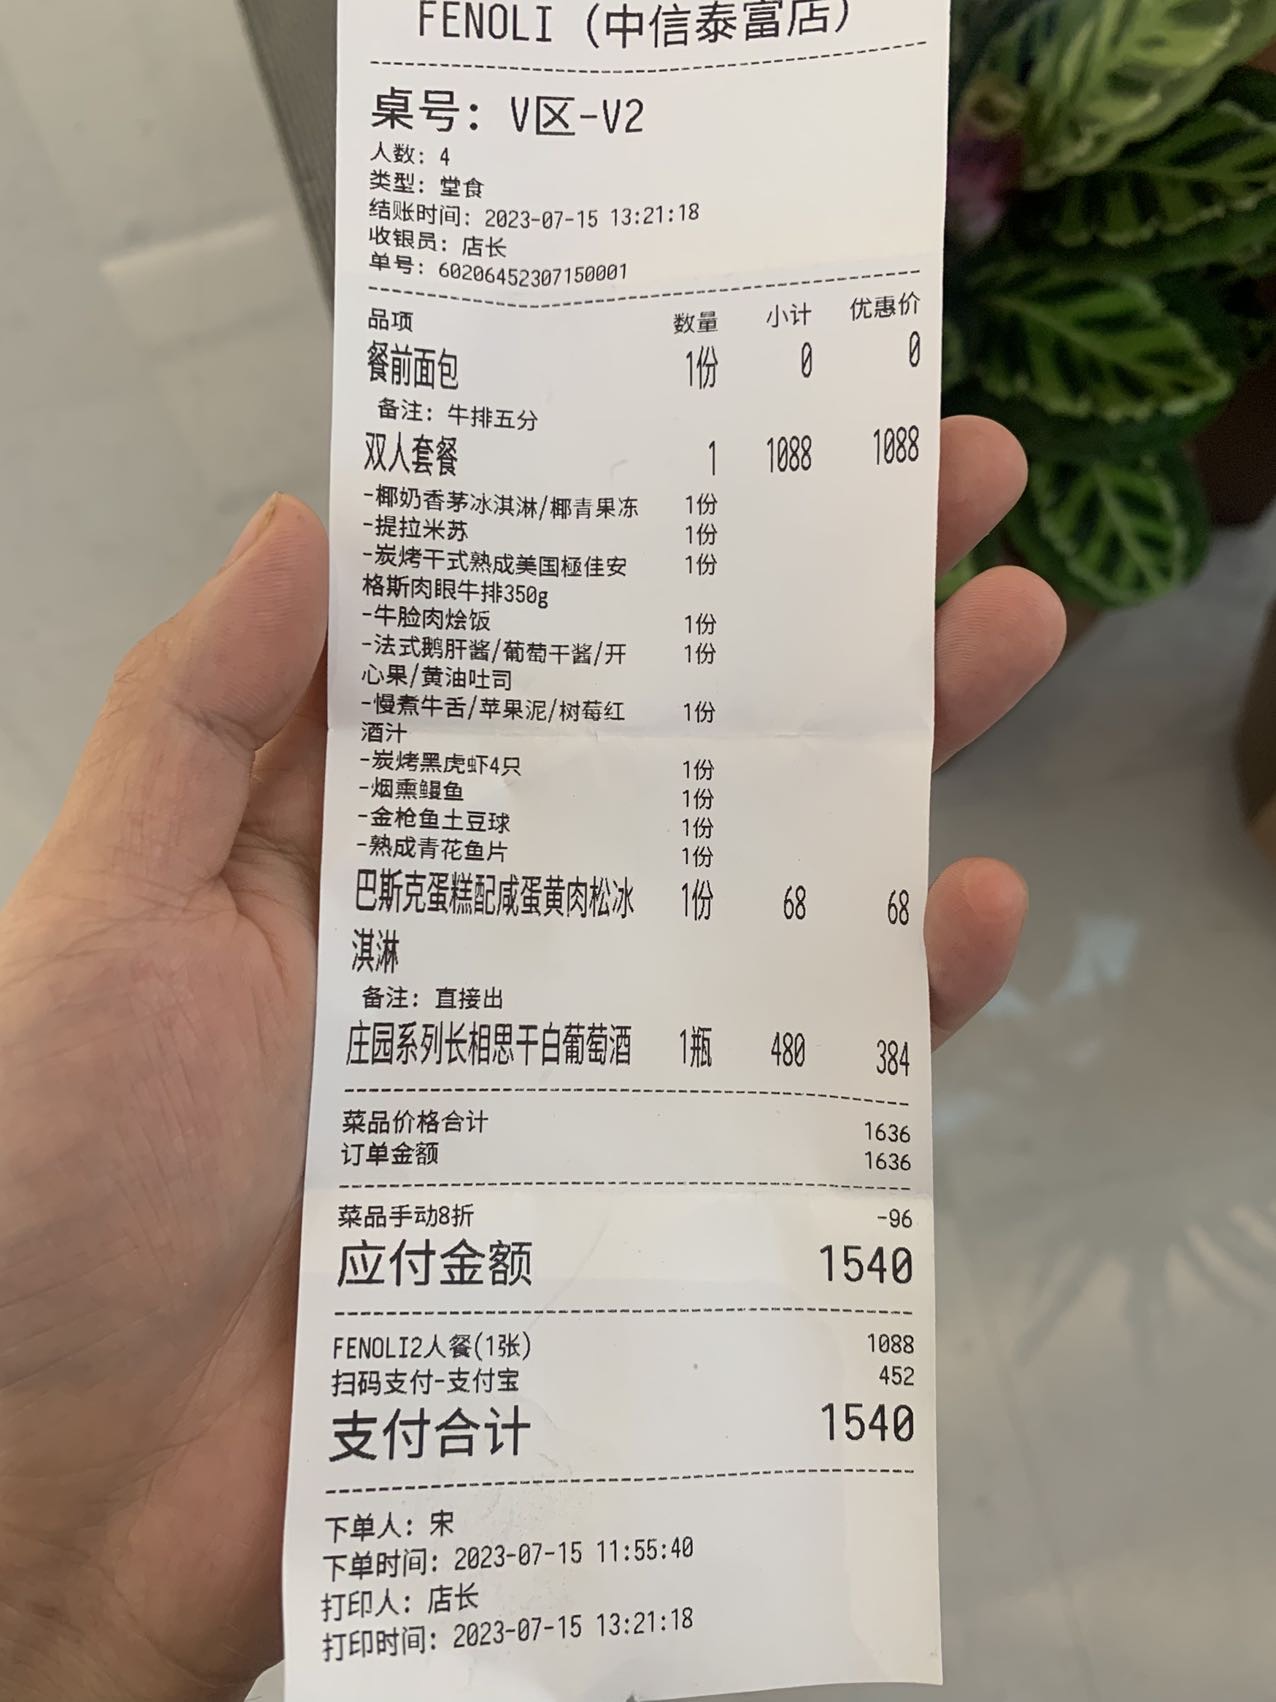 FENOLI (中信泰富店)
桌号: V区-V2
人数: 4
类型: 堂食
结账时间: 2023-07-15 13:21:18
收银员: 店长
单号: 60206452307150001
品项 数量 小计 优惠价
餐前面包 1份 0 0
备注: 牛排五分
双人套餐 1 1088 1088
-椰奶香茅冰淇淋/椰青果冻 1份
-提拉米苏 1份
-炭烤干式熟成美国極佳安 1份
格斯肉眼牛排350g
-牛脸肉烩饭 1份
-法式鹅肝酱/葡萄干酱/开 1份
心果/黄油吐司
-慢煮牛舌/苹果泥/树莓红 1份
酒汁
-炭烤黑虎虾4只 1份
-烟熏鳗鱼 1份
-金枪鱼土豆球 1份
-熟成青花鱼片 1份
巴斯克蛋糕配咸蛋黄肉松冰 1份 68 68
淇淋
备注: 直接出
庄园系列长相思干白葡萄酒 1瓶 480 384
菜品价格合计 1636
订单金额 1636
菜品手动8折 -96
应付金额 1540
FENOLI2人餐(1张) 1088
扫码支付-支付宝 452
支付合计 1540
下单人: 宋
下单时间: 2023-07-15 11:55:40
打印人: 店长
打印时间: 2023-07-15 13:21:18